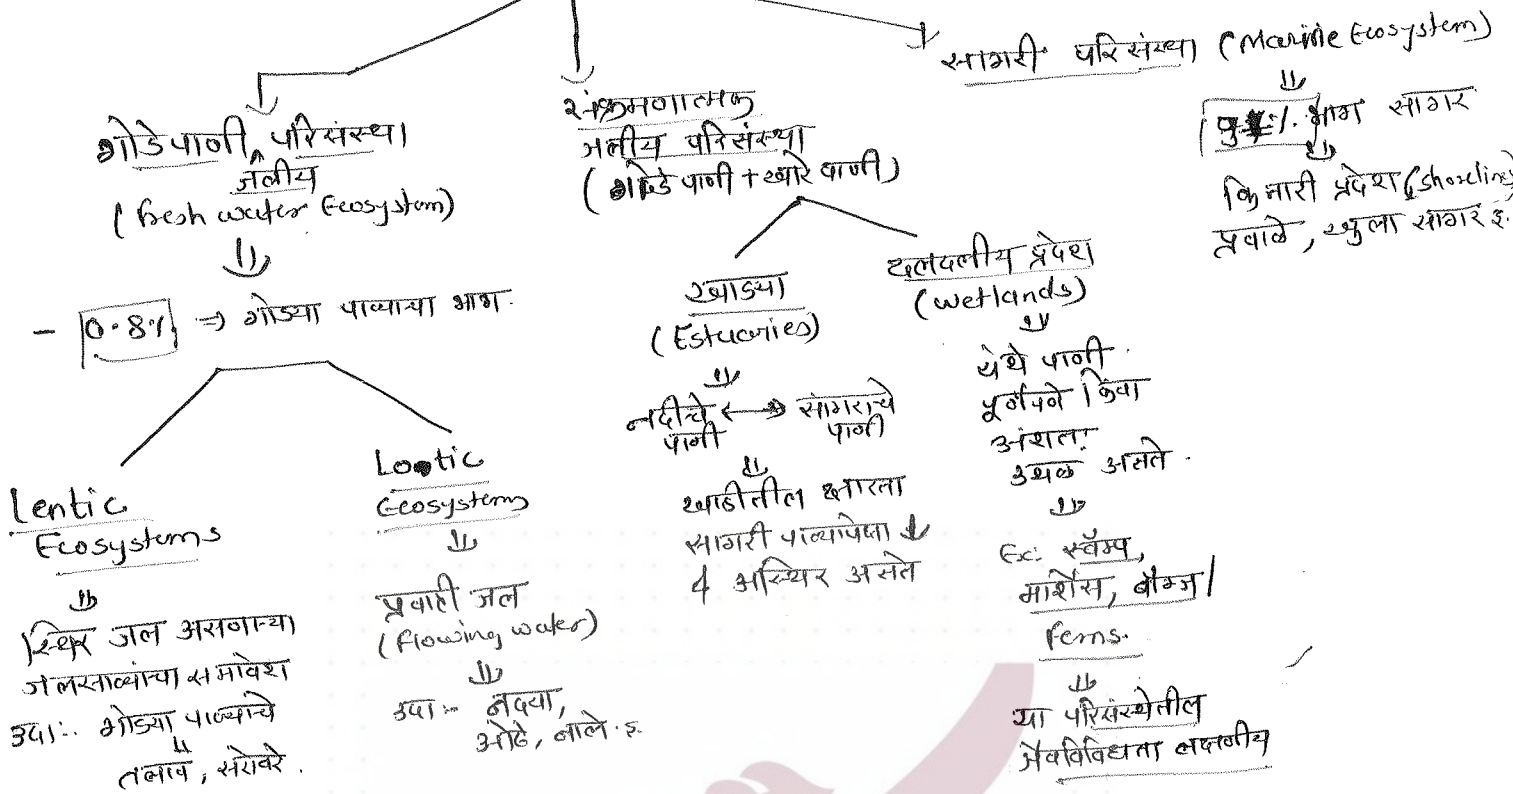 सागरी परिसंस्था (Marine Ecosystem)
भाग सागर
किनारी प्रदेश (Shoreline)
प्रवाळे, खुला सागर इ.
गोडेपाणी परिसंस्था
जलीय
(fresh water Ecosystem)
- 0.8% ⇒ गोड्या पाण्याचा भाग.
Lentic
Ecosystems
स्थिर जल असणाऱ्या
जलसाठ्यांचा समावेश
उदा:- गोड्या पाण्याचे
तलाव, सरोवरे.
Lotic
Ecosystems
प्रवाही जल
(flowing water)
उदा:- नदया,
ओढे, नाले. इ.
संक्रमणात्मक
जलीय परिसंस्था
(गोडे पाणी + खारे पाणी)
खाड्या
(Estuaries)
नदीचे ↔ सागराचे
पाणी पाणी
खाडीतील क्षारता
सागरी पाण्यापेक्षा ↓
अस्थिर असते
दलदलीय प्रदेश
(wetlands)
येथे पाणी
पूर्णपणे किंवा
अंशतः
उथळ असते.
Ex: स्वॅम्प,
मार्शेस, बोग्ज/
fens.
या परिसंस्थेतील
जैवविविधता लक्षणीय